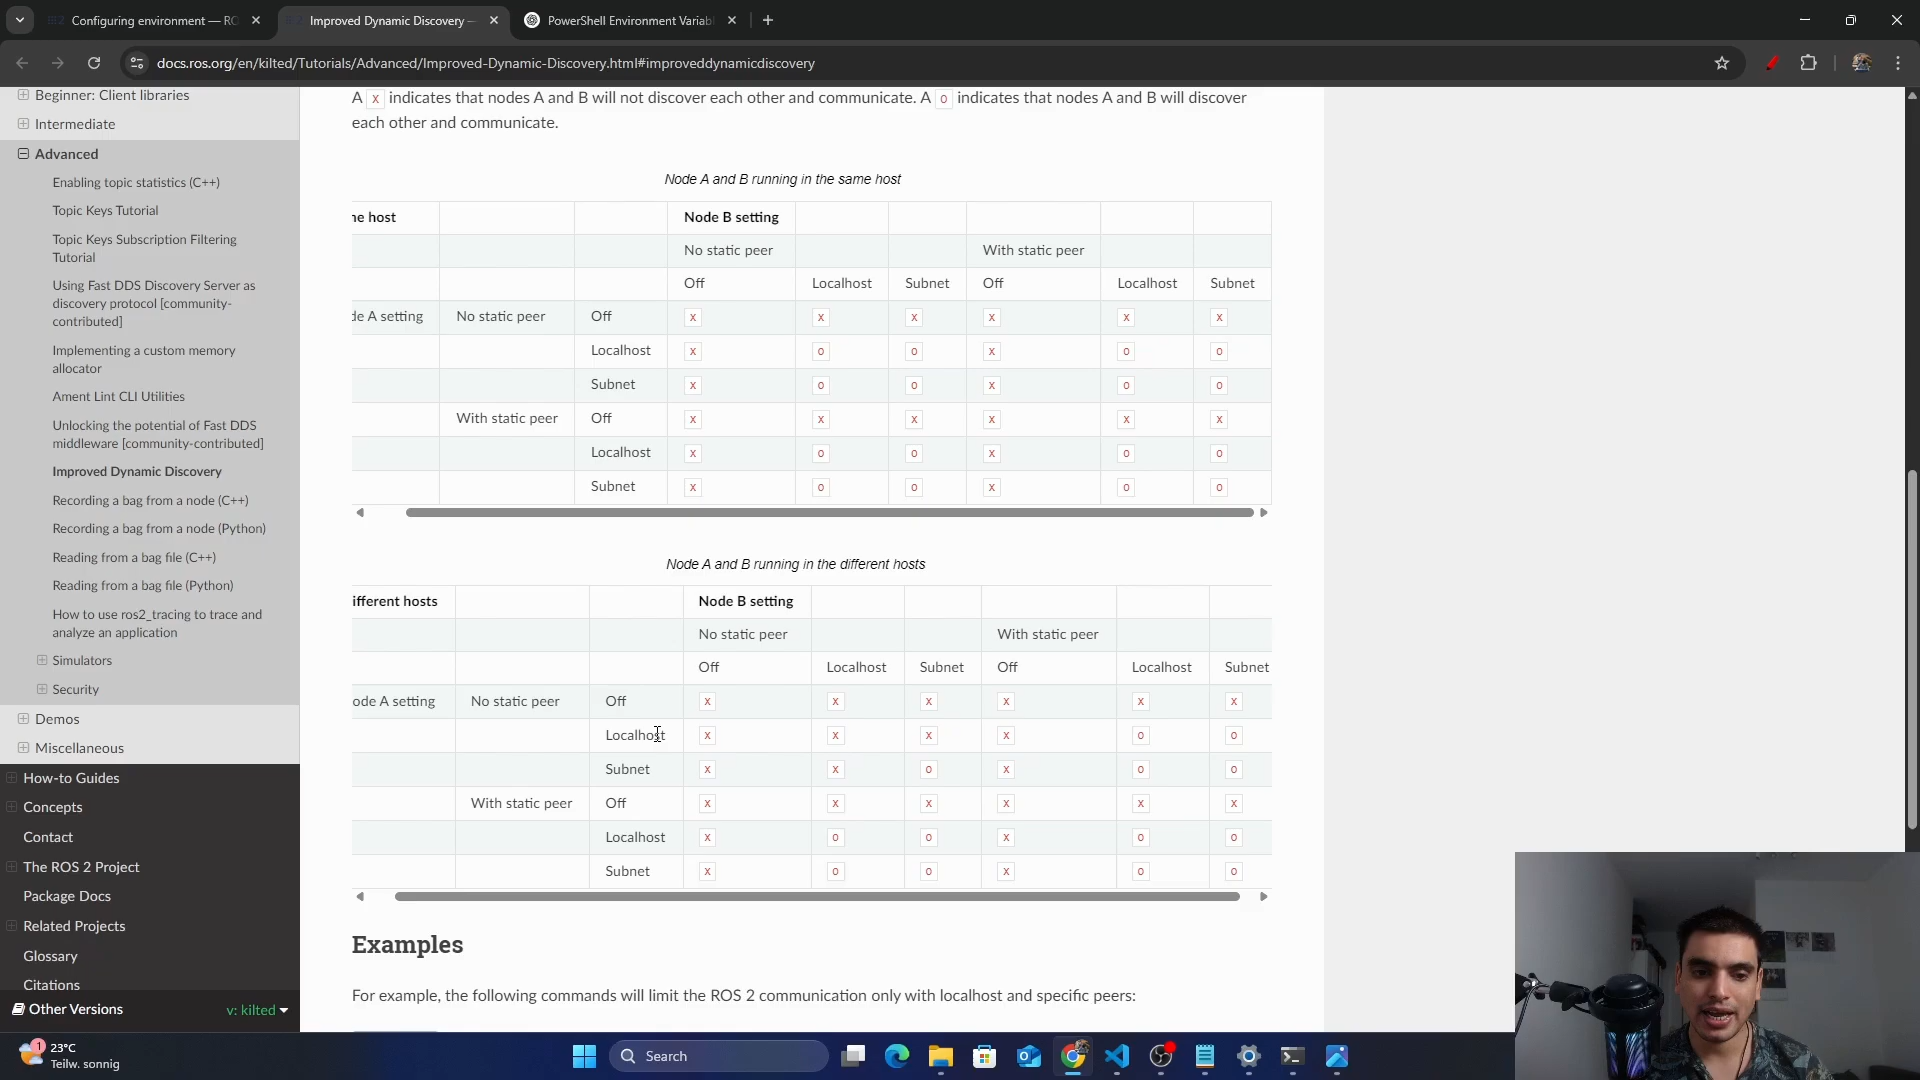 Configuring environment — RO
Improved Dynamic Discovery —
PowerShell Environment Variabl
docs.ros.org/en/kilted/Tutorials/Advanced/Improved-Dynamic-Discovery.html#improveddynamicdiscovery
Beginner: Client libraries
Intermediate
Advanced
Enabling topic statistics (C++)
Topic Keys Tutorial
Topic Keys Subscription Filtering
Tutorial
Using Fast DDS Discovery Server as
discovery protocol [community-
contributed]
Implementing a custom memory
allocator
Ament Lint CLI Utilities
Unlocking the potential of Fast DDS
middleware [community-contributed]
Improved Dynamic Discovery
Recording a bag from a node (C++)
Recording a bag from a node (Python)
Reading from a bag file (C++)
Reading from a bag file (Python)
How to use ros2_tracing to trace and
analyze an application
Simulators
Security
Demos
Miscellaneous
How-to Guides
Concepts
Contact
The ROS 2 Project
Package Docs
Related Projects
Glossary
Citations
Other Versions v: kilted
A x indicates that nodes A and B will not discover each other and communicate. A o indicates that nodes A and B will discover
each other and communicate.
Node A and B running in the same host
ne host Node B setting
No static peer With static peer
Off Localhost Subnet Off Localhost Subnet
de A setting No static peer Off x x x x x x
Localhost x o o x o o
Subnet x o o x o o
With static peer Off x x x x x x
Localhost x o o x o o
Subnet x o o x o o
Node A and B running in the different hosts
ifferent hosts Node B setting
No static peer With static peer
Off Localhost Subnet Off Localhost Subnet
ode A setting No static peer Off x x x x x x
Localhost x x x x o o
Subnet x x o x o o
With static peer Off x x x x x x
Localhost x o o x o o
Subnet x o o x o o
Examples
For example, the following commands will limit the ROS 2 communication only with localhost and specific peers:
1
23°C
Teilw. sonnig
Search